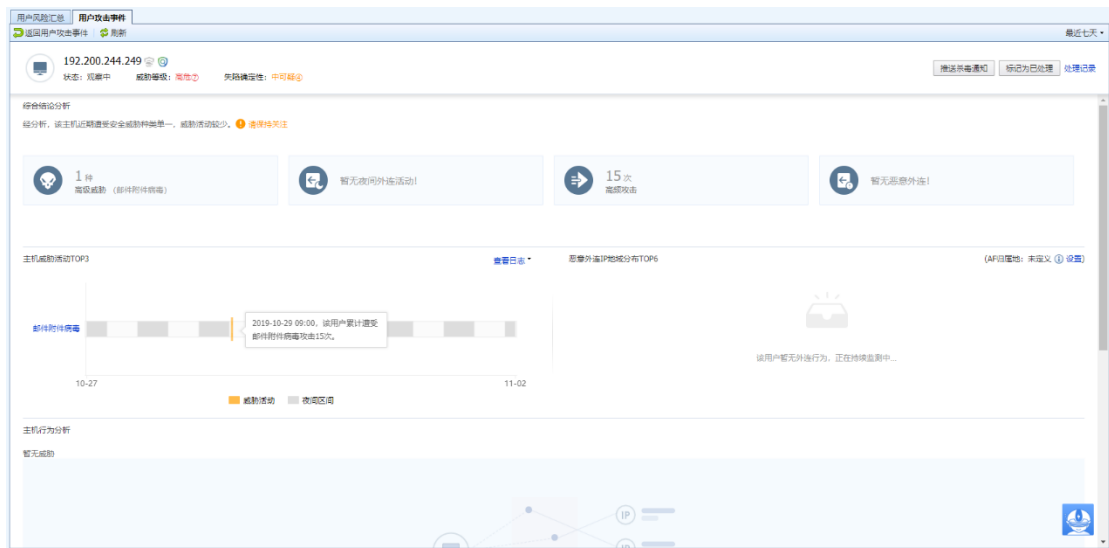 用户风险汇总 用户攻击事件
返回用户攻击事件 刷新 最近七天
192.200.244.249
状态：观察中 威胁等级：高危⑦ 失陷确定性：中可疑④
推送杀毒通知 标记为已处理 处理记录
综合结论分析
经分析，该主机近期遭受安全威胁种类单一，威胁活动较少。 请保持关注
1 种
高级威胁 （邮件附件病毒）
暂无夜间外连活动!
15 次
高频攻击
暂无恶意外连!
主机威胁活动TOP3 查看日志
邮件附件病毒
2019-10-29 09:00，该用户累计遭受
邮件附件病毒攻击15次。
10-27 11-02
威胁活动 夜间区间
恶意外连IP地域分布TOP6 (AF归属地：未定义 设置)
该用户暂无外连行为，正在持续监测中...
主机行为分析
暂无威胁
IP
IP